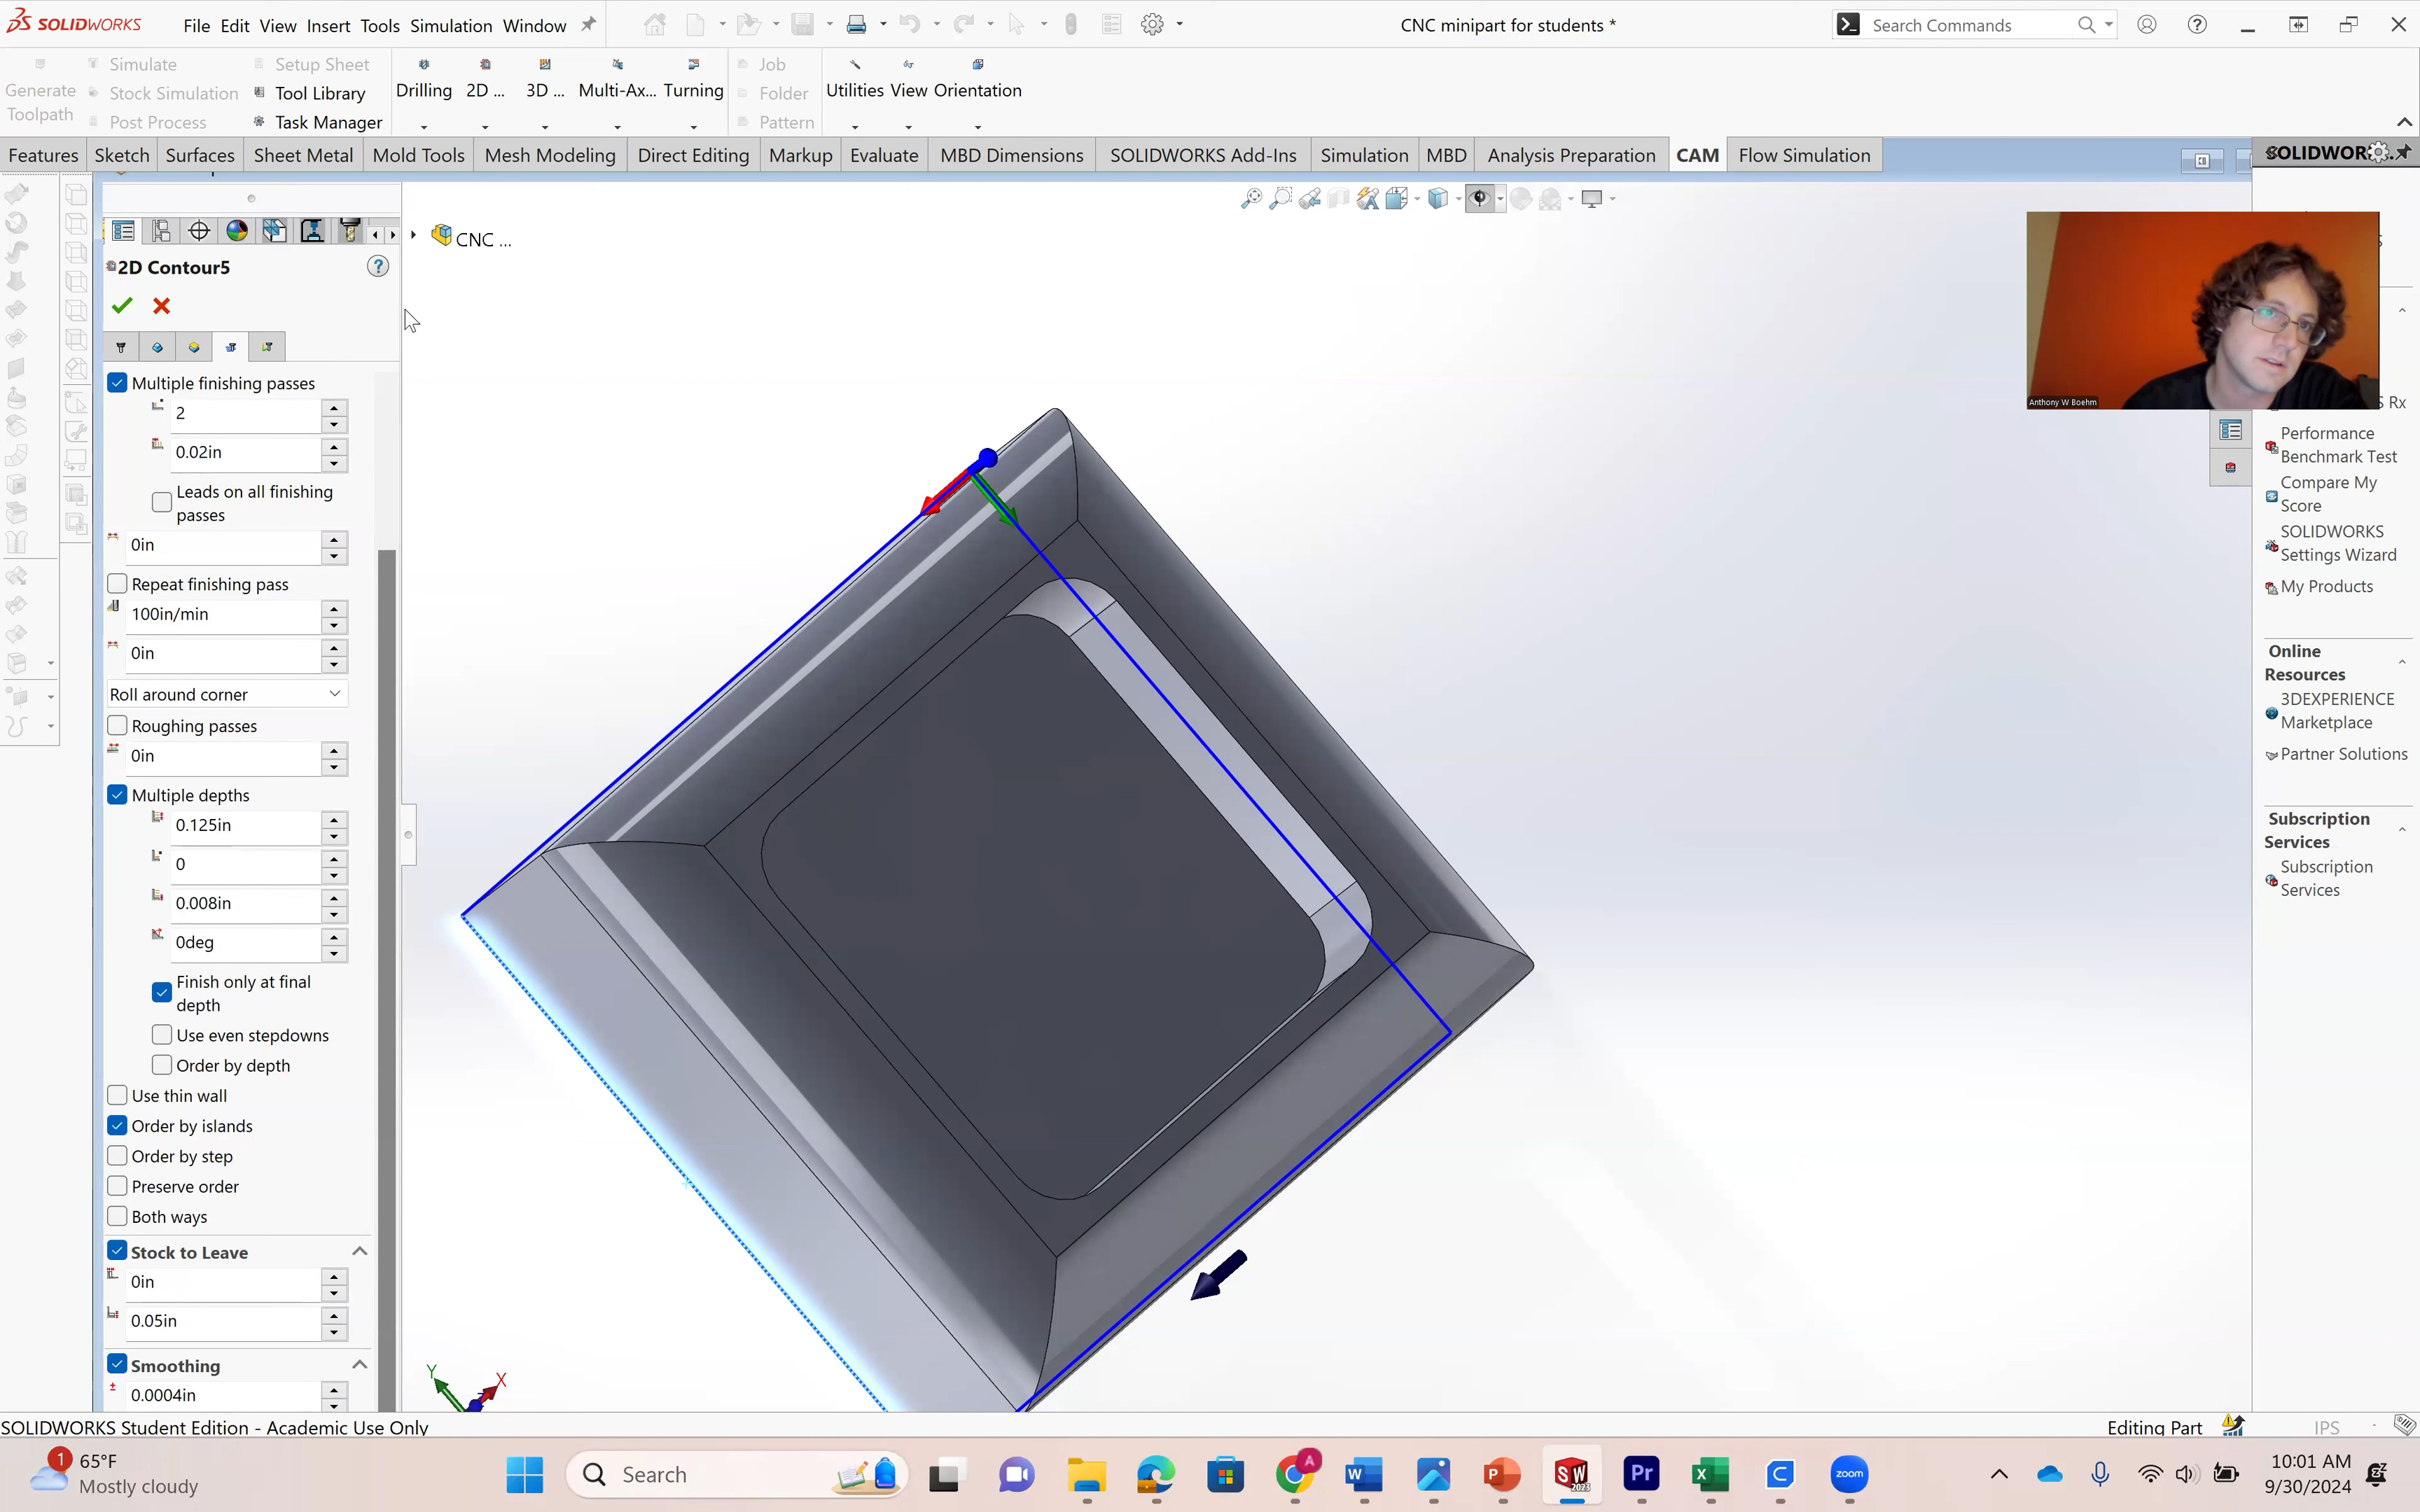 SOLIDWORKS File Edit View Insert Tools Simulation Window CNC minipart for students * Search Commands
Generate Toolpath
Simulate
Stock Simulation
Post Process
Setup Sheet
Tool Library
Task Manager
Drilling 2D ... 3D ... Multi-Ax... Turning
Job
Folder
Pattern
Utilities View Orientation
Features Sketch Surfaces Sheet Metal Mold Tools Mesh Modeling Direct Editing Markup Evaluate MBD Dimensions SOLIDWORKS Add-Ins Simulation MBD Analysis Preparation CAM Flow Simulation
CNC ...
2D Contour5
Multiple finishing passes
2
0.02in
Leads on all finishing
passes
0in
Repeat finishing pass
100in/min
0in
Roll around corner
Roughing passes
0in
Multiple depths
0.125in
0
0.008in
0deg
Finish only at final
depth
Use even stepdowns
Order by depth
Use thin wall
Order by islands
Order by step
Preserve order
Both ways
Stock to Leave
0in
0.05in
Smoothing
0.0004in
Y
X
Anthony W Boehm
Rx
Performance
Benchmark Test
Compare My
Score
SOLIDWORKS
Settings Wizard
My Products
Online
Resources
3DEXPERIENCE
Marketplace
Partner Solutions
Subscription
Services
Subscription
Services
SOLIDWORKS Student Edition - Academic Use Only
Editing Part
IPS
1
65°F
Mostly cloudy
Search
A
W
P
SW
2023
Pr
X
C
zoom
10:01 AM
9/30/2024